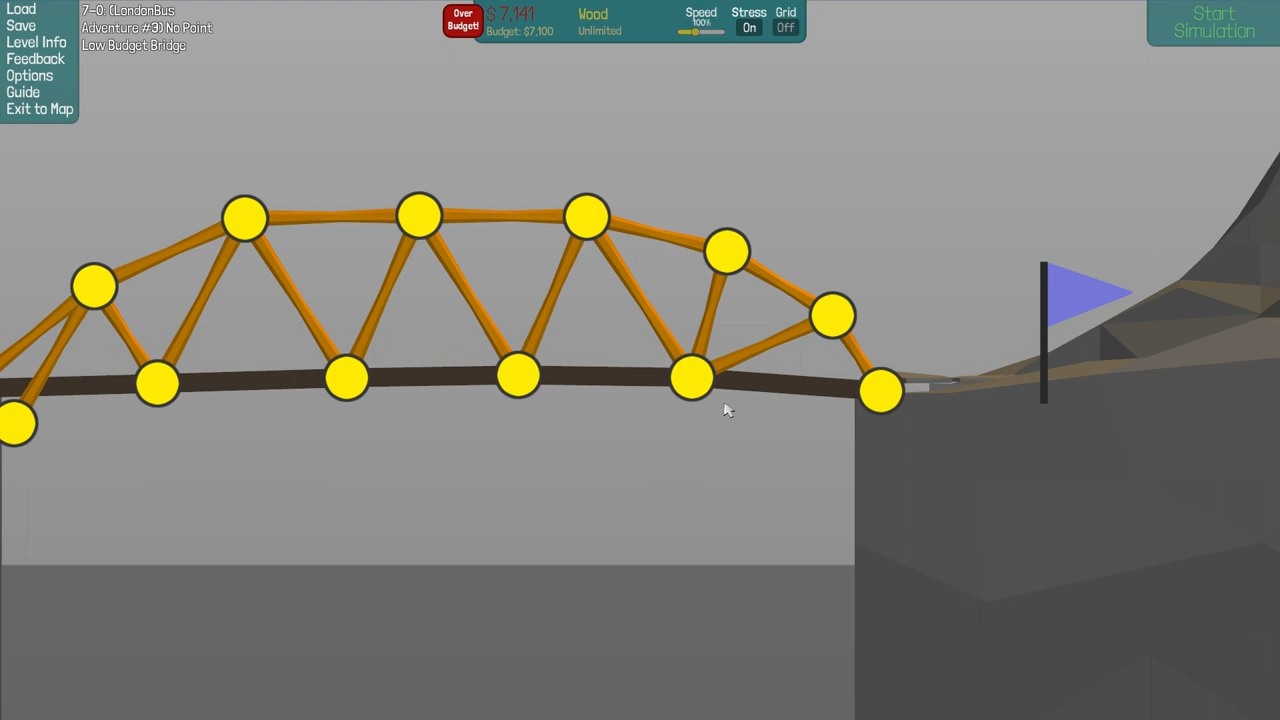 Load
Save
Level Info
Feedback
Options
Guide
Exit to Map
7-0: (LondonBus
Adventure #3) No Point
Low Budget Bridge
Over
Budget!
$ 7,141
Budget: $7,100
Wood
Unlimited
Speed
100%
Stress
On
Grid
Off
Start
Simulation